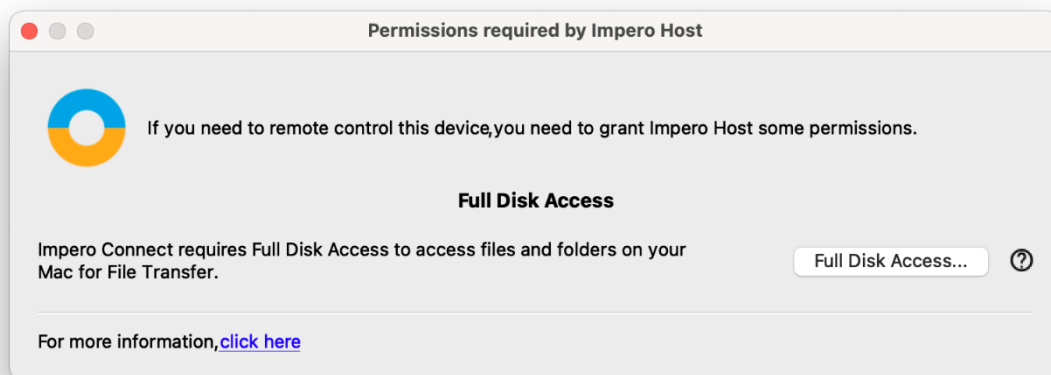 Permissions required by Impero Host
If you need to remote control this device,you need to grant Impero Host some permissions.
Full Disk Access
Impero Connect requires Full Disk Access to access files and folders on your
Mac for File Transfer.
Full Disk Access...
?
For more information,click here